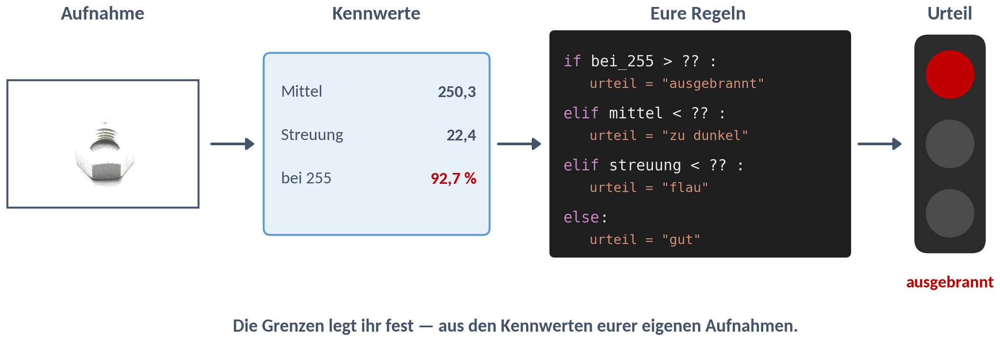 Aufnahme
Kennwerte
Eure Regeln
Urteil
Mittel 250,3
Streuung 22,4
bei 255 92,7 %
if bei_255 > ?? :
urteil = "ausgebrannt"
elif mittel < ?? :
urteil = "zu dunkel"
elif streuung < ?? :
urteil = "flau"
else:
urteil = "gut"
ausgebrannt
Die Grenzen legt ihr fest — aus den Kennwerten eurer eigenen Aufnahmen.